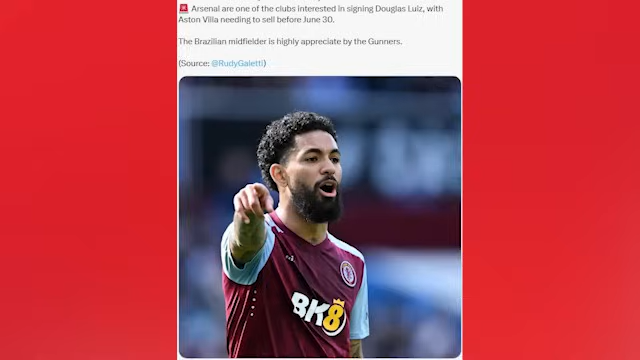 🚨 Arsenal are one of the clubs interested in signing Douglas Luiz, with
Aston Villa needing to sell before June 30.
The Brazilian midfielder is highly appreciate by the Gunners.
(Source: @RudyGaletti)
BK8